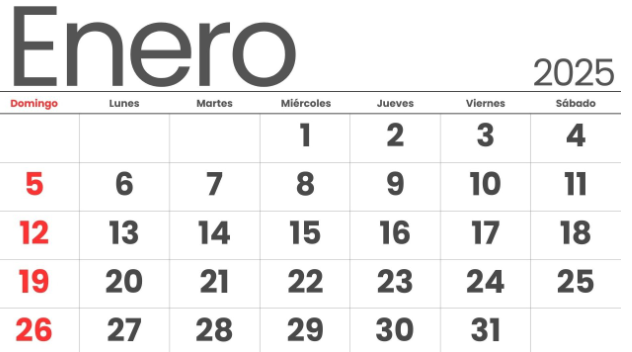 Enero
2025
Domingo Lunes Martes Miércoles Jueves Viernes Sábado
1 2 3 4
5 6 7 8 9 10 11
12 13 14 15 16 17 18
19 20 21 22 23 24 25
26 27 28 29 30 31